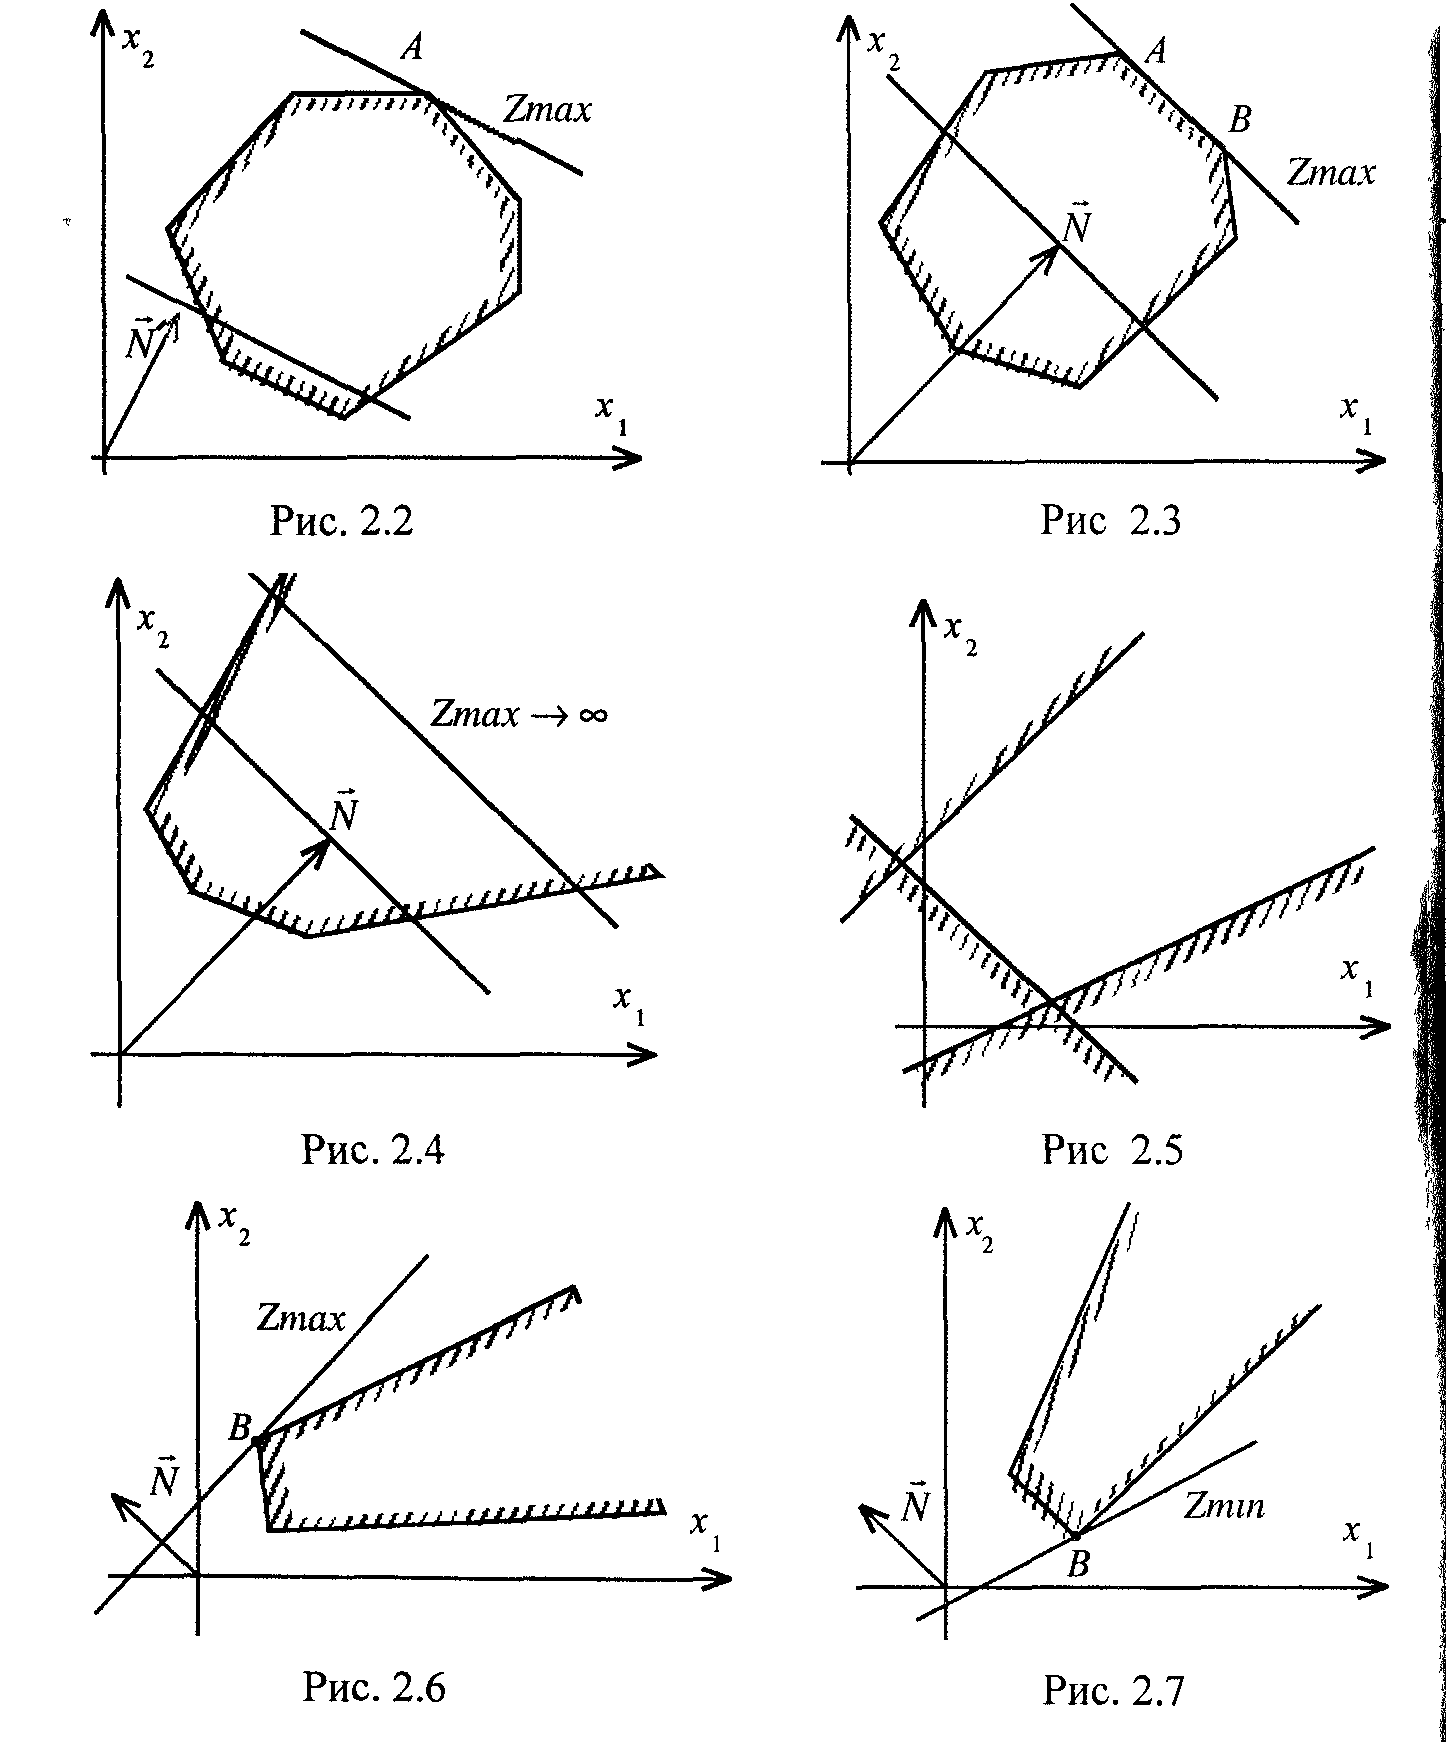 x₂
A
Zmax
N⃗
x₁
Рис. 2.2
x₂
A
B
Zmax
N⃗
x₁
Рис 2.3
x₂
Zmax → ∞
N⃗
x₁
Рис. 2.4
x₂
x₁
Рис 2.5
x₂
Zmax
B
N⃗
x₁
Рис. 2.6
x₂
N⃗
Zmin
x₁
B
Рис. 2.7